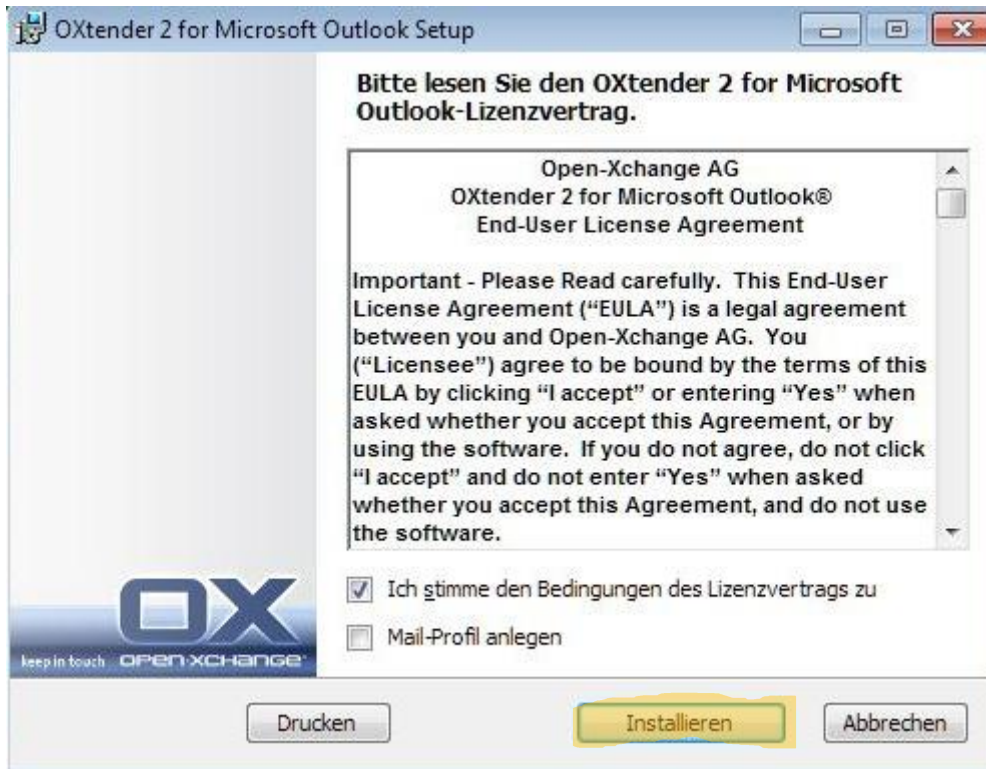 OXtender 2 for Microsoft Outlook Setup
Bitte lesen Sie den OXtender 2 for Microsoft
Outlook-Lizenzvertrag.
Open-Xchange AG
OXtender 2 for Microsoft Outlook®
End-User License Agreement
Important - Please Read carefully.  This End-User
License Agreement (“EULA”) is a legal agreement
between you and Open-Xchange AG.  You
(“Licensee”) agree to be bound by the terms of this
EULA by clicking “I accept” or entering “Yes” when
asked whether you accept this Agreement, or by
using the software.  If you do not agree, do not click
“I accept” and do not enter “Yes” when asked
whether you accept this Agreement, and do not use
the software.
Ich stimme den Bedingungen des Lizenzvertrags zu
Mail-Profil anlegen
OX
keep in touch OPEN-XCHANGE
Drucken
Installieren
Abbrechen